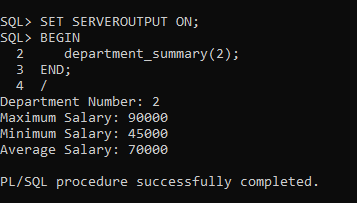 SQL> SET SERVEROUTPUT ON;
SQL> BEGIN
  2     department_summary(2);
  3  END;
  4  /
Department Number: 2
Maximum Salary: 90000
Minimum Salary: 45000
Average Salary: 70000
PL/SQL procedure successfully completed.